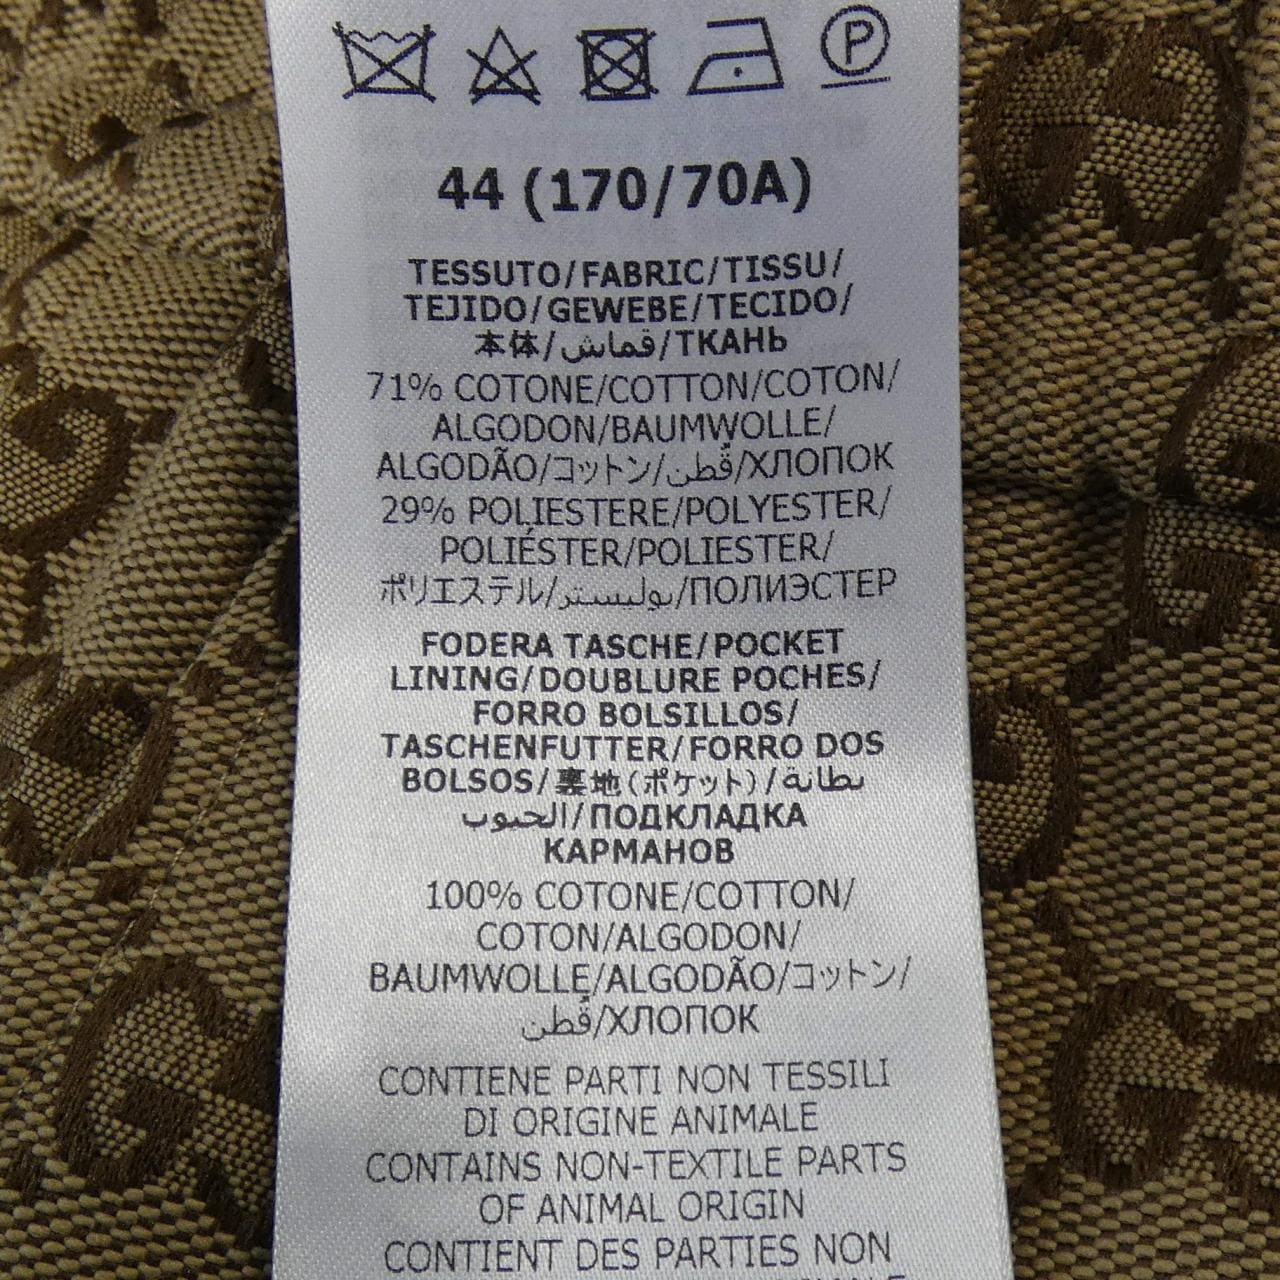 P
44 (170/70A)
TESSUTO/FABRIC/TISSU/
TEJIDO/GEWEBE/TECIDO/
本体/قماش/ТКАНЬ
71% COTONE/COTTON/COTON/
ALGODON/BAUMWOLLE/
ALGODÃO/コットン/قُطن/ХЛОПОК
29% POLIESTERE/POLYESTER/
POLIÉSTER/POLIESTER/
ポリエステル/بوليستر/ПОЛИЭСТЕР
FODERA TASCHE/POCKET
LINING/DOUBLURE POCHES/
FORRO BOLSILLOS/
TASCHENFUTTER/FORRO DOS
BOLSOS/裏地(ポケット)/بطانة
الجيوب/ПОДКЛАДКА
КАРМАНОВ
100% COTONE/COTTON/
COTON/ALGODON/
BAUMWOLLE/ALGODÃO/コットン/
قُطن/ХЛОПОК
CONTIENE PARTI NON TESSILI
DI ORIGINE ANIMALE
CONTAINS NON-TEXTILE PARTS
OF ANIMAL ORIGIN
CONTIENT DES PARTIES NON